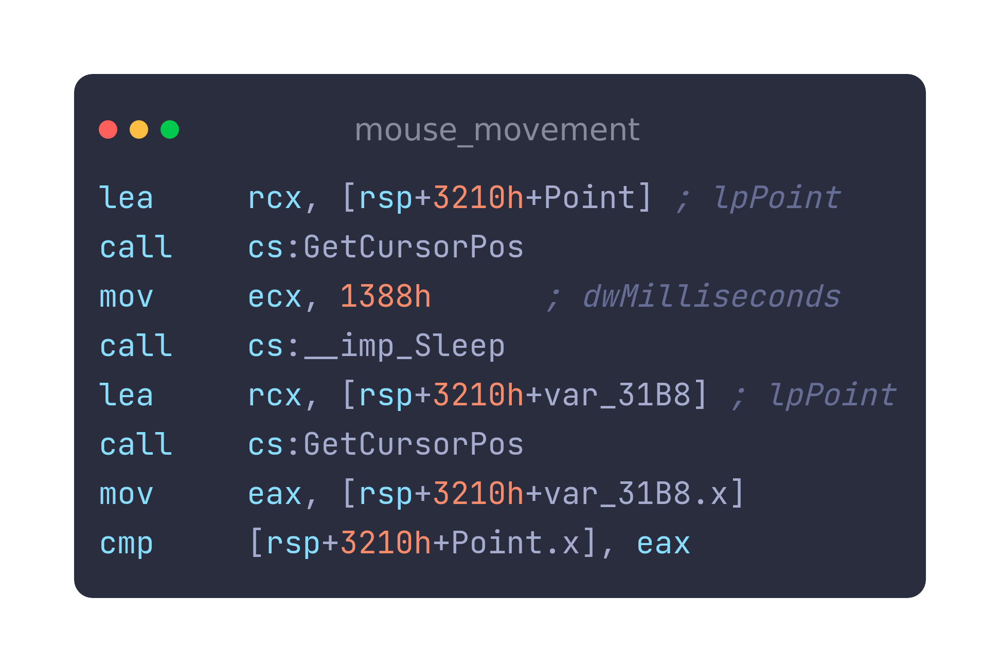 mouse_movement
lea     rcx, [rsp+3210h+Point] ; lpPoint
call    cs:GetCursorPos
mov     ecx, 1388h      ; dwMilliseconds
call    cs:__imp_Sleep
lea     rcx, [rsp+3210h+var_31B8] ; lpPoint
call    cs:GetCursorPos
mov     eax, [rsp+3210h+var_31B8.x]
cmp     [rsp+3210h+Point.x], eax